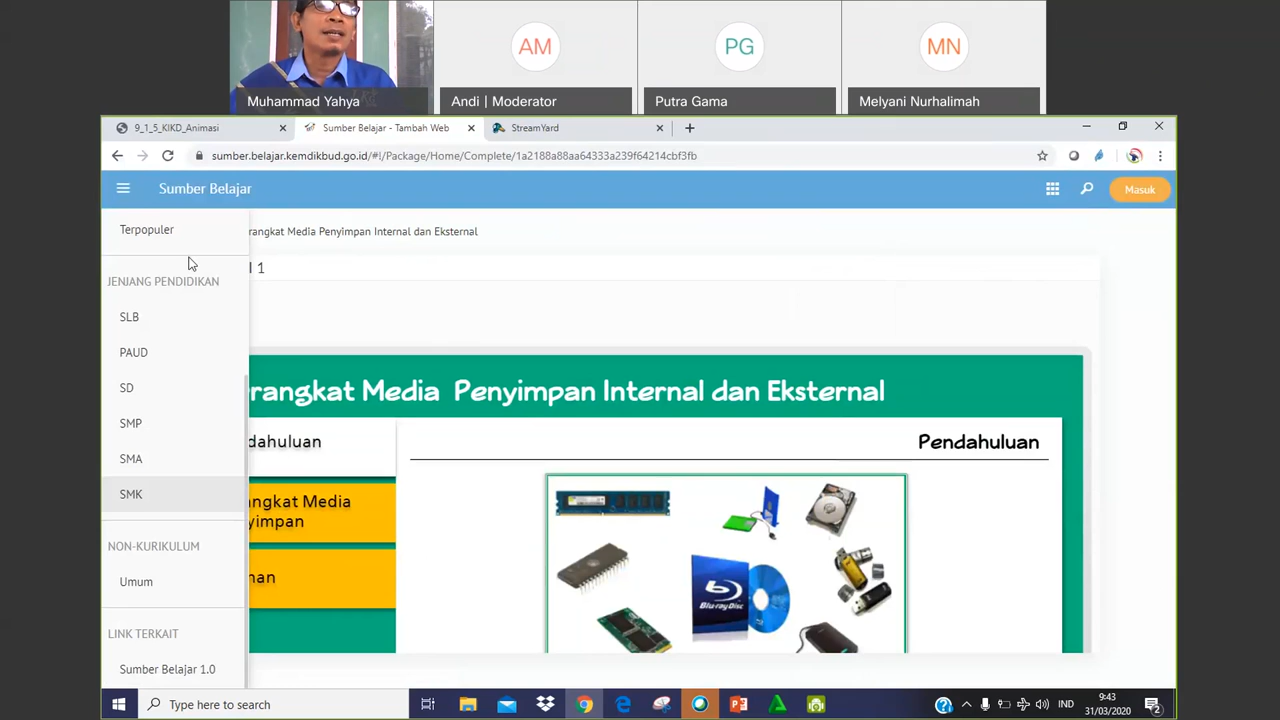 AM
PG
MN
Muhammad Yahya
Andi | Moderator
Putra Gama
Melyani Nurhalimah
9_1_5_KIKD_Animasi
Sumber Belajar - Tambah Web
StreamYard
sumber.belajar.kemdikbud.go.id/#!/Package/Home/Complete/1a2188a88aa64333a239f64214cbf3fb
Sumber Belajar
Masuk
Terpopuler
rangkat Media Penyimpan Internal dan Eksternal
l 1
JENJANG PENDIDIKAN
SLB
PAUD
SD
SMP
SMA
SMK
NON-KURIKULUM
Umum
LINK TERKAIT
Sumber Belajar 1.0
rangkat Media Penyimpan Internal dan Eksternal
dahuluan
Pendahuluan
angkat Media
yimpan
han
Blu-ray Disc
Type here to search
IND
9:43
31/03/2020
2